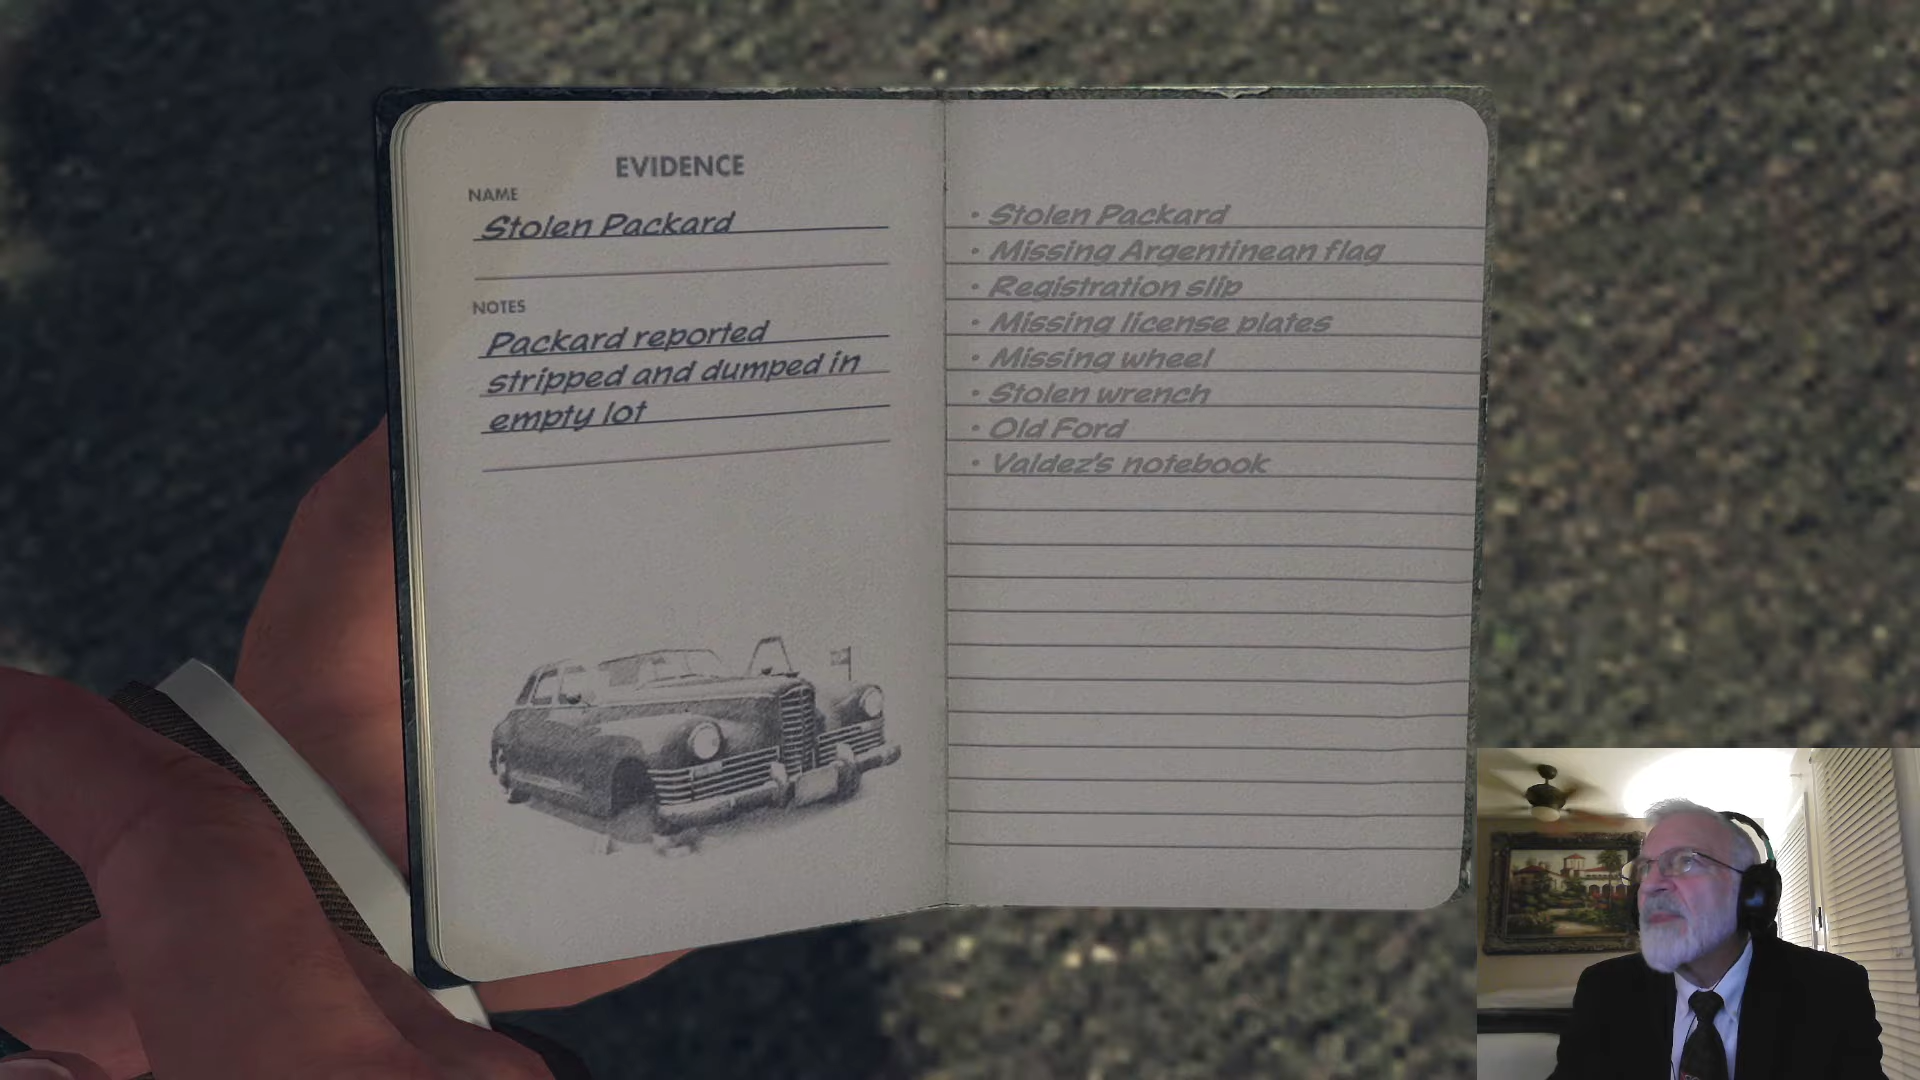 EVIDENCE
NAME
Stolen Packard
NOTES
Packard reported
stripped and dumped in
empty lot
• Stolen Packard
• Missing Argentinean flag
• Registration slip
• Missing license plates
• Missing wheel
• Stolen wrench
• Old Ford
• Valdez's notebook